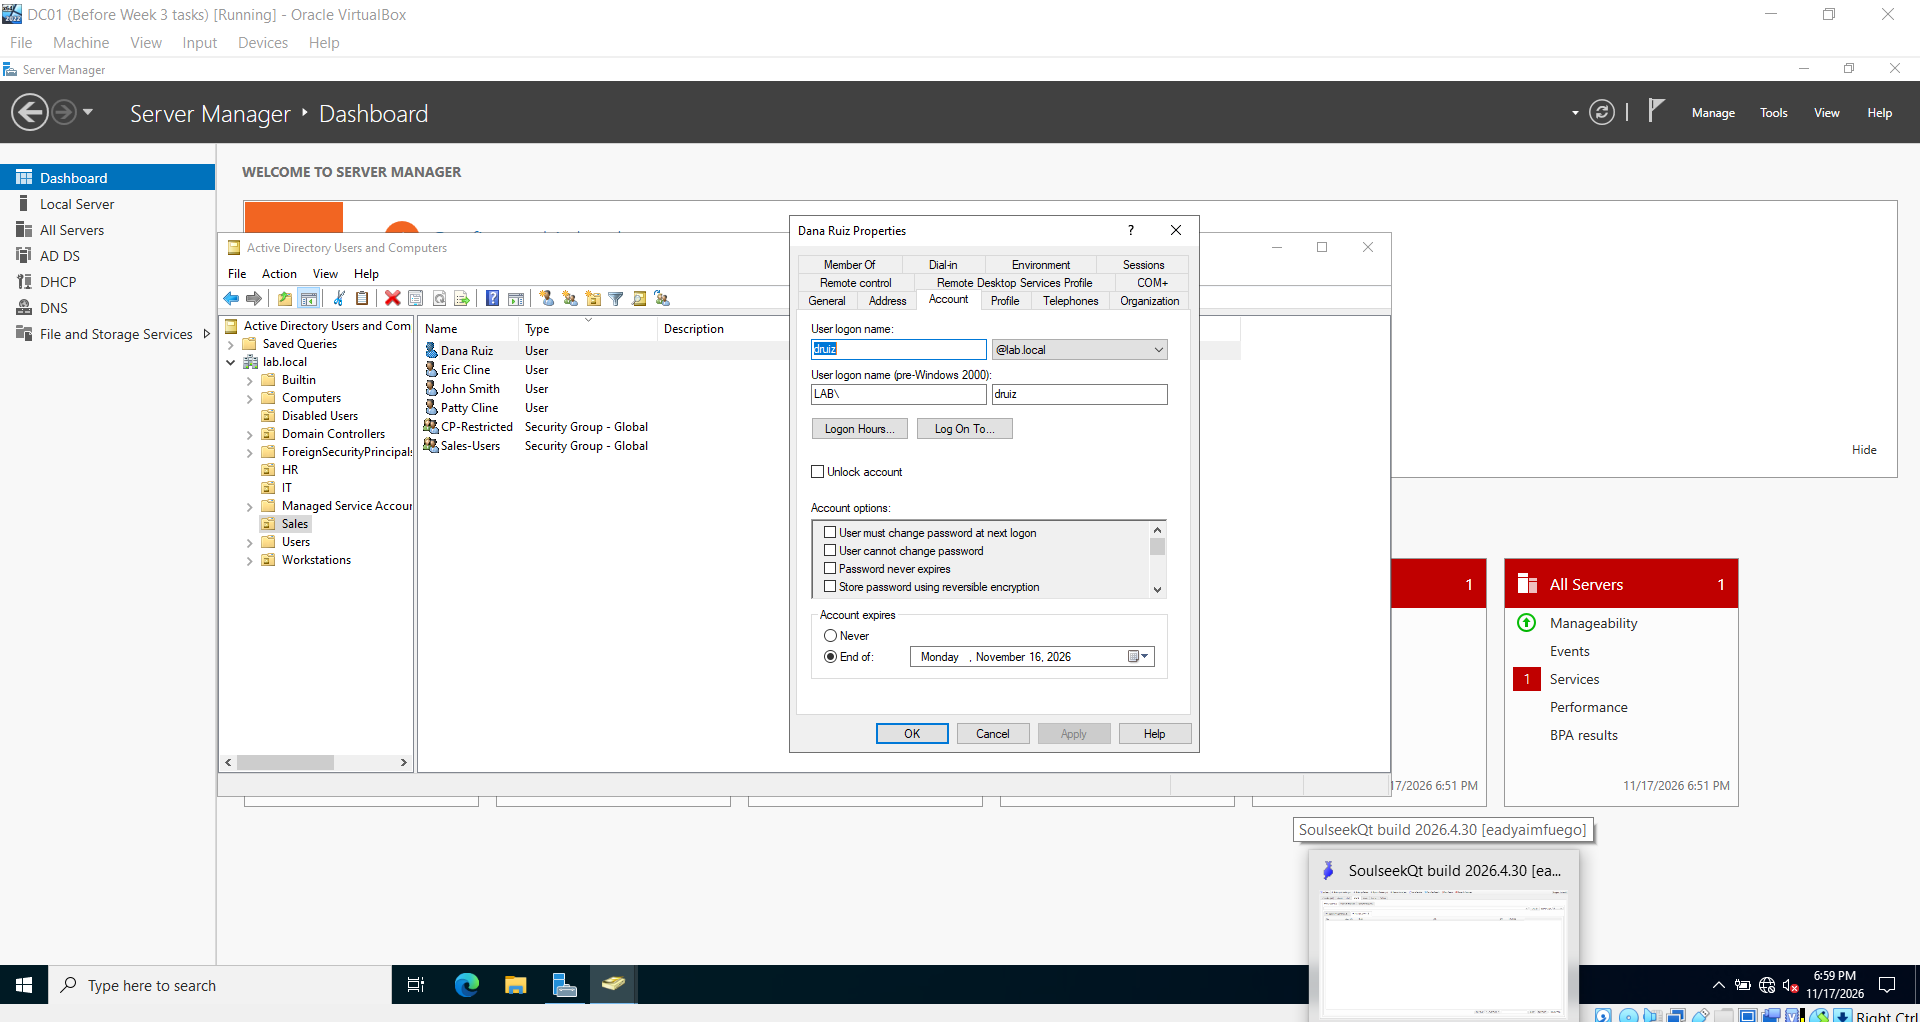 DC01 (Before Week 3 tasks) [Running] - Oracle VirtualBox
File Machine View Input Devices Help
Server Manager
Server Manager Dashboard
Manage Tools View Help
Dashboard
Local Server
All Servers
AD DS
DHCP
DNS
File and Storage Services
WELCOME TO SERVER MANAGER
Hide
Active Directory Users and Computers
File Action View Help
Active Directory Users and Com
Saved Queries
lab.local
Builtin
Computers
Disabled Users
Domain Controllers
ForeignSecurityPrincipals
HR
IT
Managed Service Accour
Sales
Users
Workstations
Name Type Description
Dana Ruiz User
Eric Cline User
John Smith User
Patty Cline User
CP-Restricted Security Group - Global
Sales-Users Security Group - Global
Dana Ruiz Properties ?
Member Of Dial-in Environment Sessions
Remote control Remote Desktop Services Profile COM+
General Address Account Profile Telephones Organization
User logon name:
druiz @lab.local
User logon name (pre-Windows 2000):
LAB\ druiz
Logon Hours... Log On To...
Unlock account
Account options:
User must change password at next logon
User cannot change password
Password never expires
Store password using reversible encryption
Account expires
Never
End of: Monday , November 16, 2026
OK Cancel Apply Help
1
17/2026 6:51 PM
All Servers 1
Manageability
Events
1 Services
Performance
BPA results
11/17/2026 6:51 PM
SoulseekQt build 2026.4.30 [eadyaimfuego]
SoulseekQt build 2026.4.30 [ea...
Type here to search
6:59 PM
11/17/2026
Right Ctrl